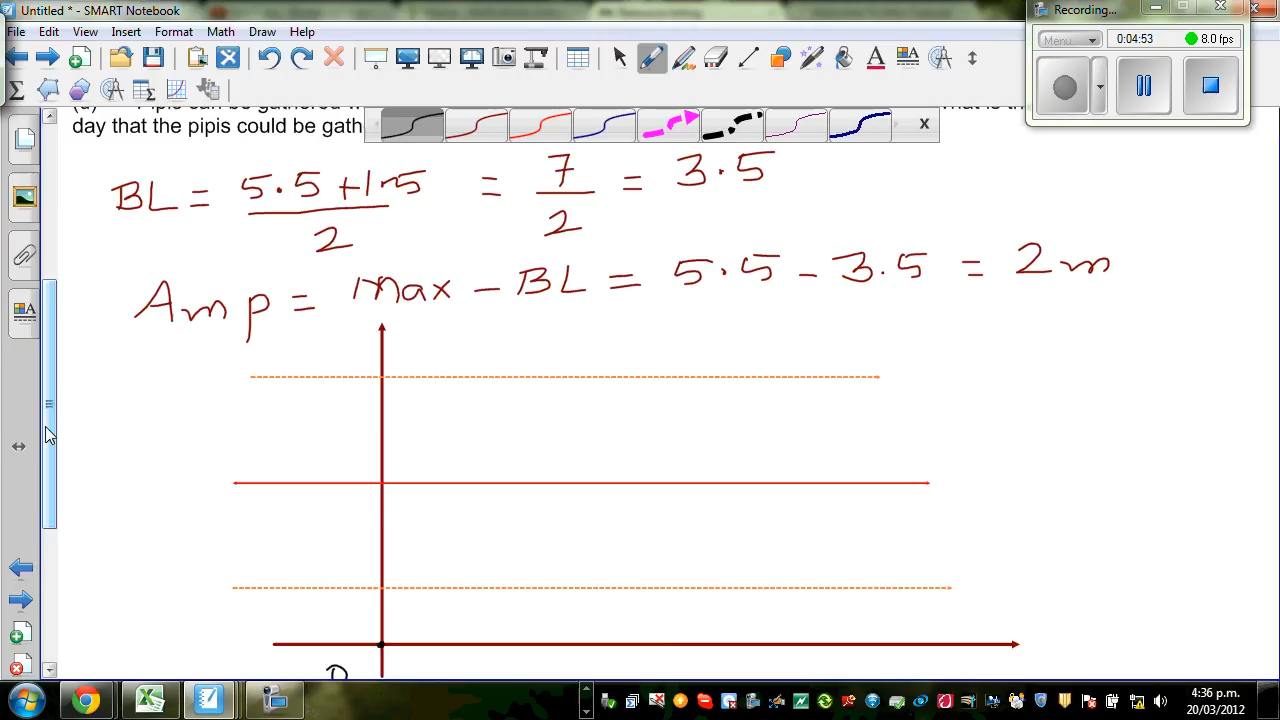 Untitled * - SMART Notebook
Recording...
File Edit View Insert Format Math Draw Help
Menu
0:04:53
8.0 fps
day that the pipis could be gath
x
BL = 5.5 + 1.5 / 2 = 7 / 2 = 3.5
Amp = max - BL = 5.5 - 3.5 = 2m
4:36 p.m.
20/03/2012